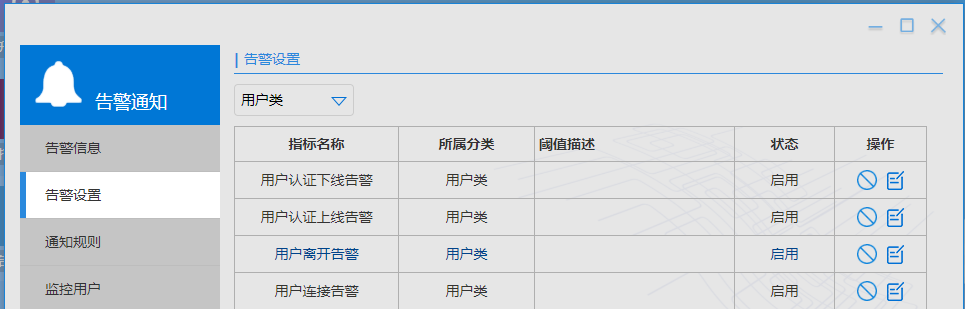 告警通知
告警信息
告警设置
通知规则
监控用户
告警设置
用户类
指标名称 所属分类 阈值描述 状态 操作
用户认证下线告警 用户类 启用
用户认证上线告警 用户类 启用
用户离开告警 用户类 启用
用户连接告警 用户类 启用